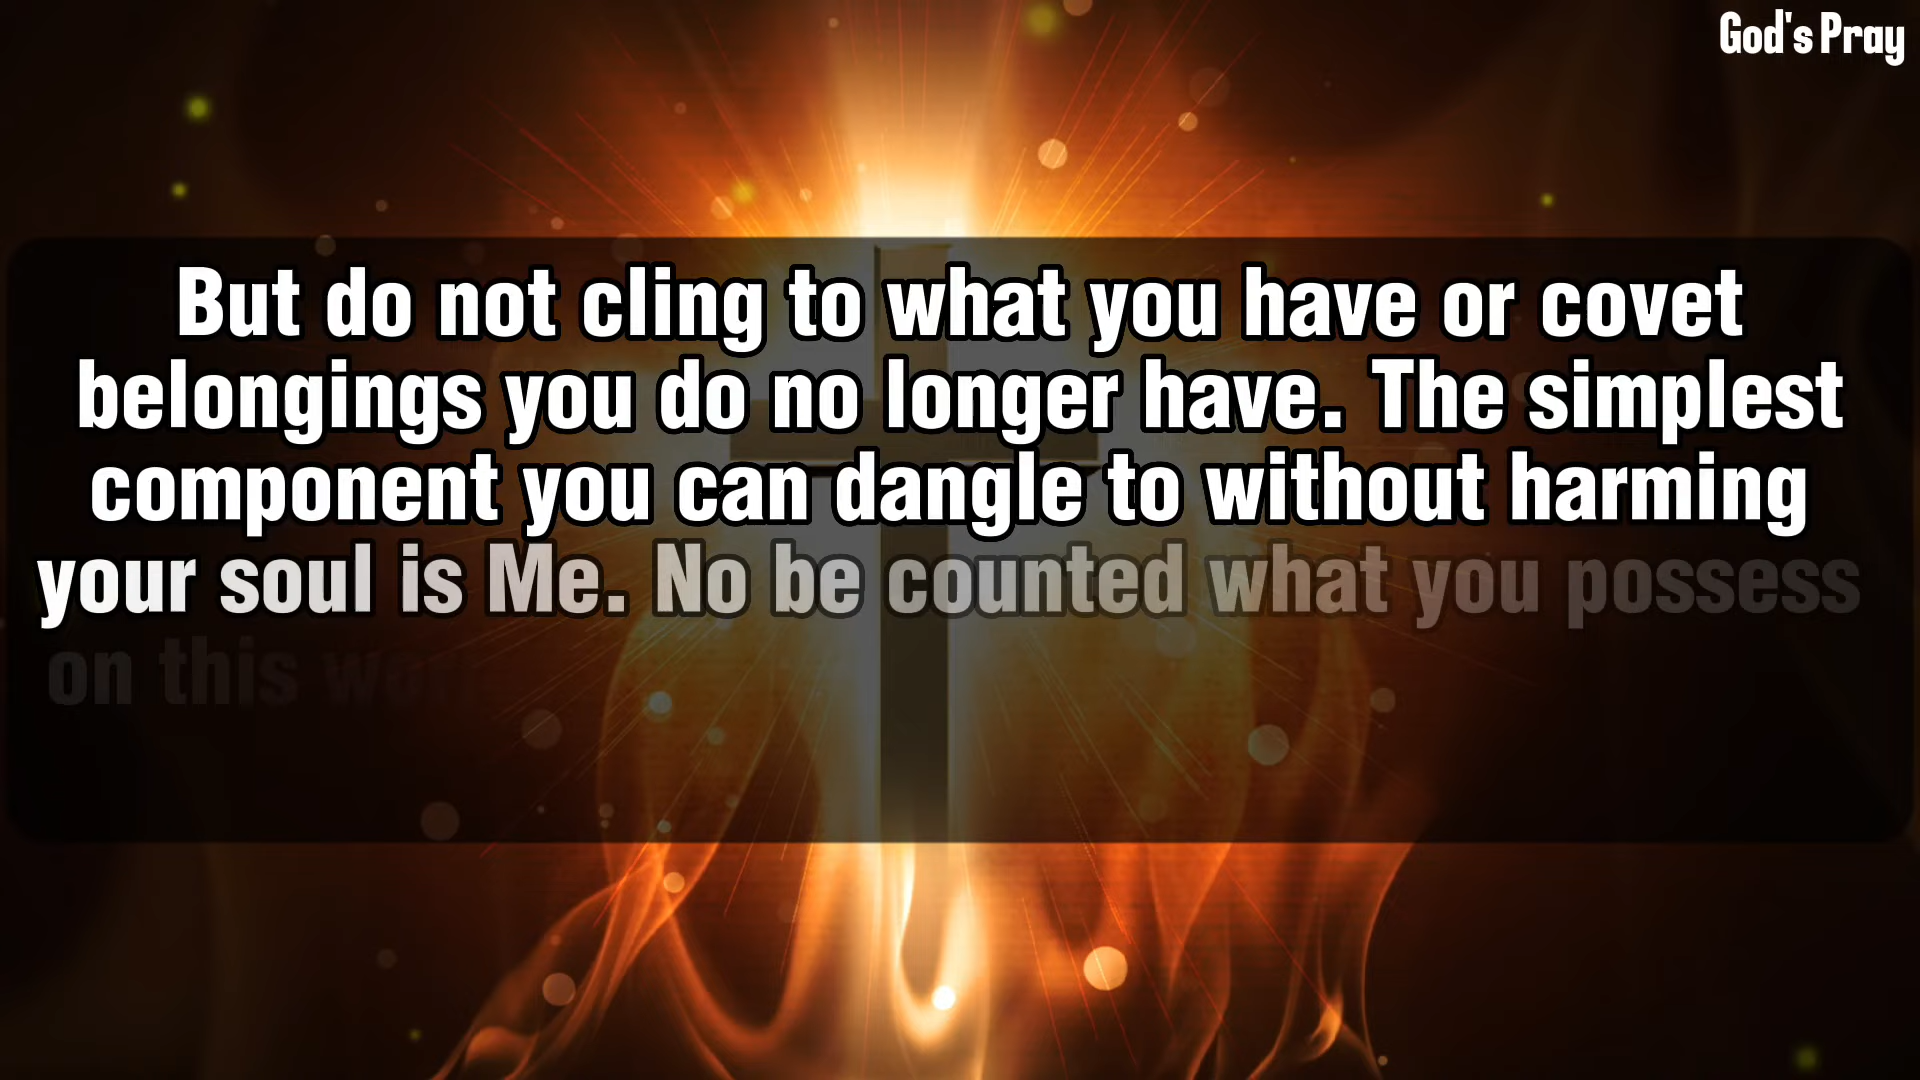 God's Pray
But do not cling to what you have or covet
belongings you do no longer have. The simplest
component you can dangle to without harming
your soul is Me. No be counted what you possess
on this